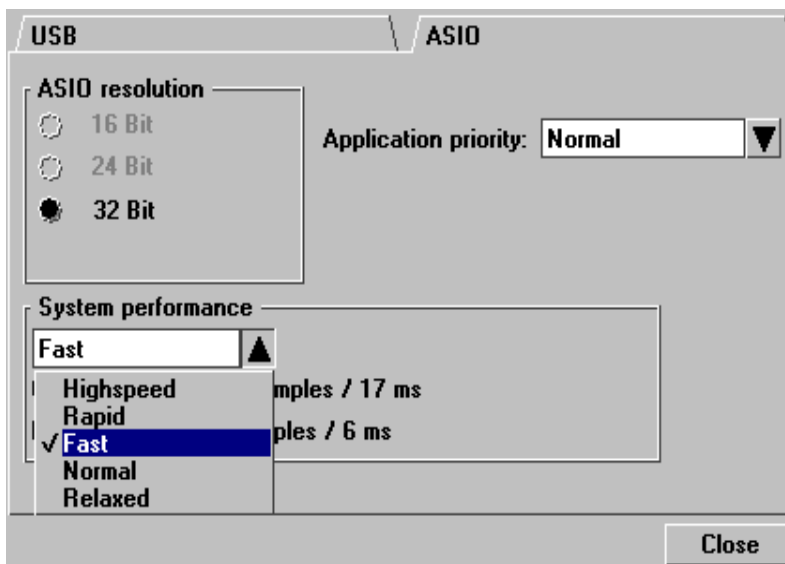 USB
ASIO
ASIO resolution
16 Bit
24 Bit
32 Bit
Application priority: Normal
System performance
Fast
Highspeed
mples / 17 ms
Rapid
Fast
ples / 6 ms
Normal
Relaxed
Close